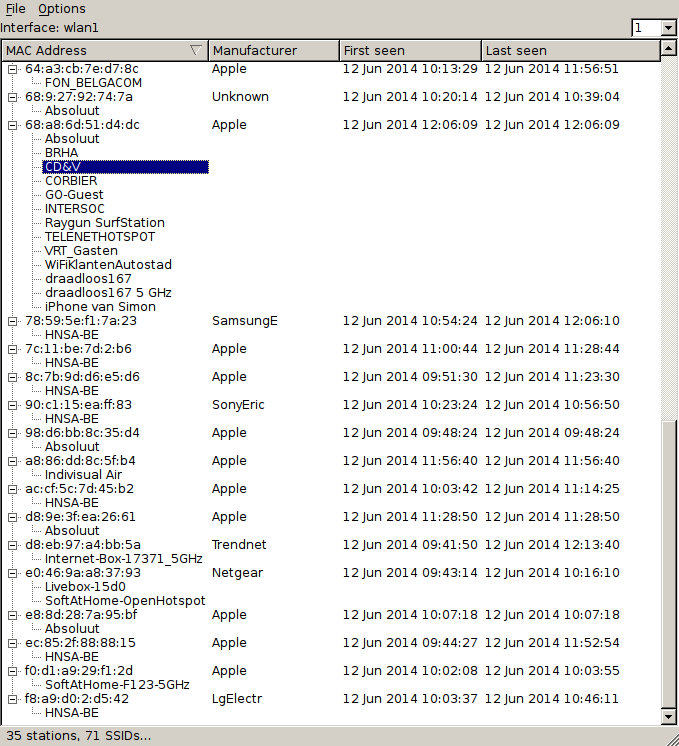 File Options
Interface: wlan1 1
MAC Address Manufacturer First seen Last seen
64:a3:cb:7e:d7:8c Apple 12 Jun 2014 10:13:29 12 Jun 2014 11:56:51
FON_BELGACOM
68:9:27:92:74:7a Unknown 12 Jun 2014 10:20:14 12 Jun 2014 10:39:04
Absoluut
68:a8:6d:51:d4:dc Apple 12 Jun 2014 12:06:09 12 Jun 2014 12:06:09
Absoluut
BRHA
CD&V
CORBIER
GO-Guest
INTERSOC
Raygun SurfStation
TELENETHOTSPOT
VRT_Gasten
WiFiKlantenAutostad
draadloos167
draadloos167 5 GHz
iPhone van Simon
78:59:5e:f1:7a:23 SamsungE 12 Jun 2014 10:54:24 12 Jun 2014 12:06:10
HNSA-BE
7c:11:be:7d:2:b6 Apple 12 Jun 2014 11:00:44 12 Jun 2014 11:28:44
HNSA-BE
8c:7b:9d:d6:e5:d6 Apple 12 Jun 2014 09:51:30 12 Jun 2014 11:23:30
HNSA-BE
90:c1:15:ea:ff:83 SonyEric 12 Jun 2014 10:23:24 12 Jun 2014 10:56:50
HNSA-BE
98:d6:bb:8c:35:d4 Apple 12 Jun 2014 09:48:24 12 Jun 2014 09:48:24
Absoluut
a8:86:dd:8c:5f:b4 Apple 12 Jun 2014 11:56:40 12 Jun 2014 11:56:40
Indivisual Air
ac:cf:5c:7d:45:b2 Apple 12 Jun 2014 10:03:42 12 Jun 2014 11:14:25
HNSA-BE
d8:9e:3f:ea:26:61 Apple 12 Jun 2014 11:28:50 12 Jun 2014 11:28:50
Absoluut
d8:eb:97:a4:bb:5a Trendnet 12 Jun 2014 09:41:50 12 Jun 2014 12:13:40
Internet-Box-17371_5GHz
e0:46:9a:a8:37:93 Netgear 12 Jun 2014 09:43:14 12 Jun 2014 10:16:10
Livebox-15d0
SoftAtHome-OpenHotspot
e8:8d:28:7a:95:bf Apple 12 Jun 2014 10:07:18 12 Jun 2014 10:07:18
Absoluut
ec:85:2f:88:88:15 Apple 12 Jun 2014 09:44:27 12 Jun 2014 11:52:54
HNSA-BE
f0:d1:a9:29:f1:2d Apple 12 Jun 2014 10:02:08 12 Jun 2014 10:03:55
SoftAtHome-F123-5GHz
f8:a9:d0:2:d5:42 LgElectr 12 Jun 2014 10:03:37 12 Jun 2014 10:46:11
HNSA-BE
35 stations, 71 SSIDs...